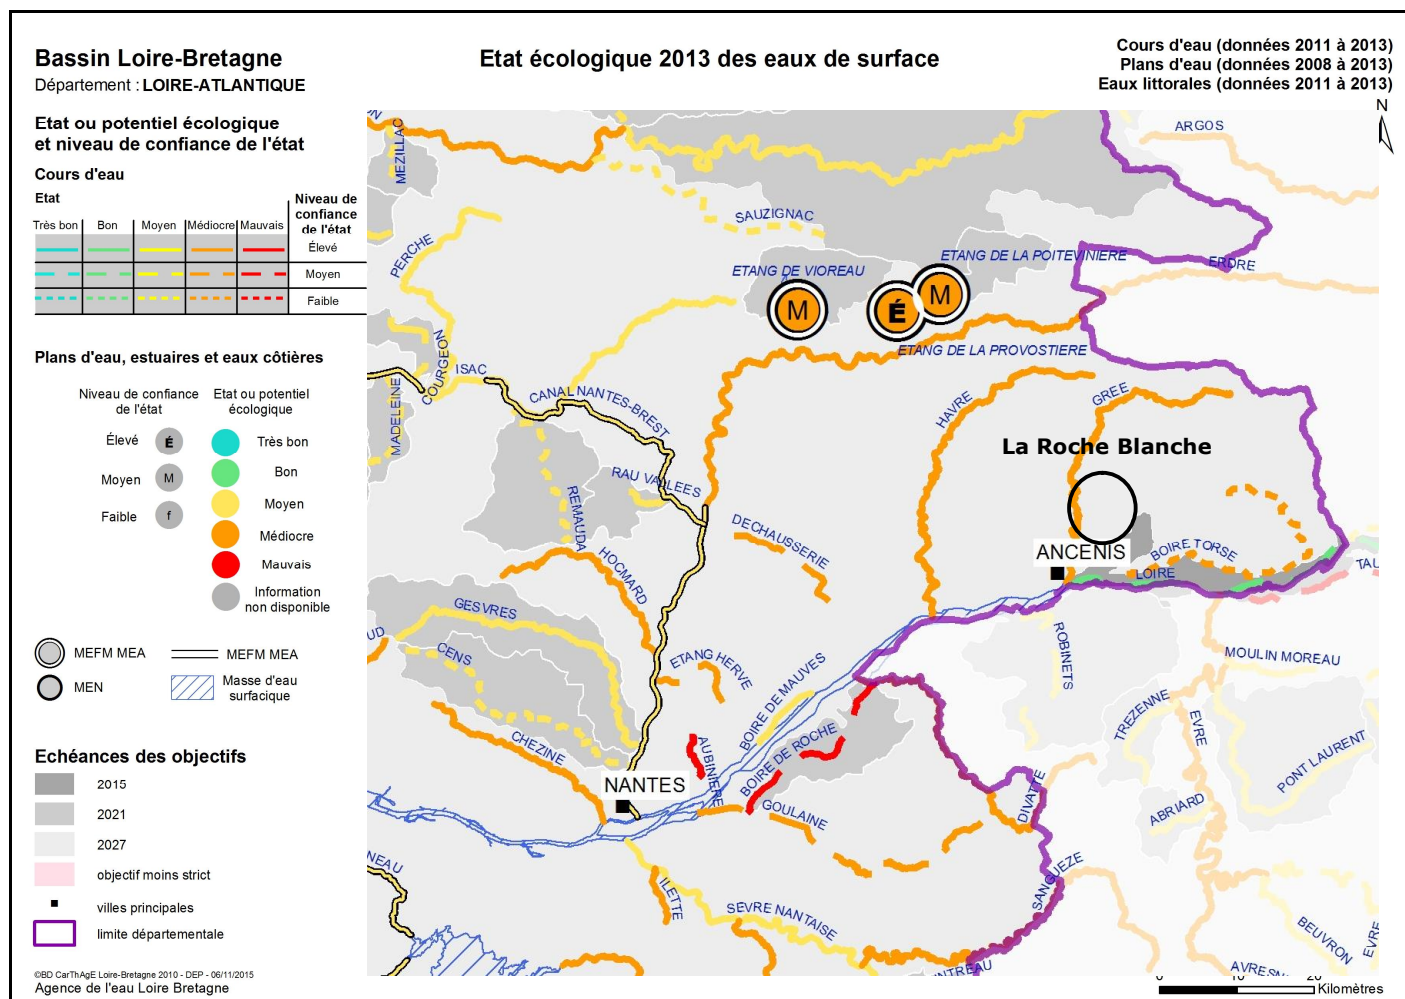 Bassin Loire-Bretagne
Département : LOIRE-ATLANTIQUE
Etat écologique 2013 des eaux de surface
Cours d'eau (données 2011 à 2013)
Plans d'eau (données 2008 à 2013)
Eaux littorales (données 2011 à 2013)
N
Etat ou potentiel écologique
et niveau de confiance de l'état
Cours d'eau
Etat
Niveau de
confiance
de l'état
Très bon
Bon
Moyen
Médiocre
Mauvais
Élevé
Moyen
Faible
Plans d'eau, estuaires et eaux côtières
Niveau de confiance
de l'état
Etat ou potentiel
écologique
Élevé
É
Très bon
Bon
Moyen
M
Moyen
Faible
f
Médiocre
Mauvais
Information
non disponible
MEFM MEA
MEFM MEA
MEN
Masse d'eau
surfacique
Echéances des objectifs
2015
2021
2027
objectif moins strict
villes principales
limite départementale
©BD CarThAgE Loire-Bretagne 2010 - DEP - 06/11/2015
Agence de l'eau Loire Bretagne
MEZILLAC
ARGOS
SAUZIGNAC
PERCHE
ETANG DE LA POITEVINIERE
ERDRE
ETANG DE VIOREAU
M
É
M
ETANG DE LA PROVOSTIERE
COURGEON
ISAC
MADELEINE
CANAL NANTES-BREST
HAVRE
GREE
La Roche Blanche
RAU VALLEES
REMAUDA
DECHAUSSERIE
ANCENIS
BOIRE TORSE
LOIRE
TAU
HOCMARD
GESVRES
UD
CENS
ETANG HERVE
ROBINETS
MOULIN MOREAU
BOIRE DE MAUVES
TREZENNE
EVRE
CHEZINE
AUBINIERE
BOIRE DE ROCHE
PONT LAURENT
NANTES
GOULAINE
DIVATTE
ABRIARD
NEAU
ILETTE
SANGUEZE
SEVRE NANTAISE
BEUVRON
EVRE
INTREAU
AVRESN
0 10 20
Kilomètres